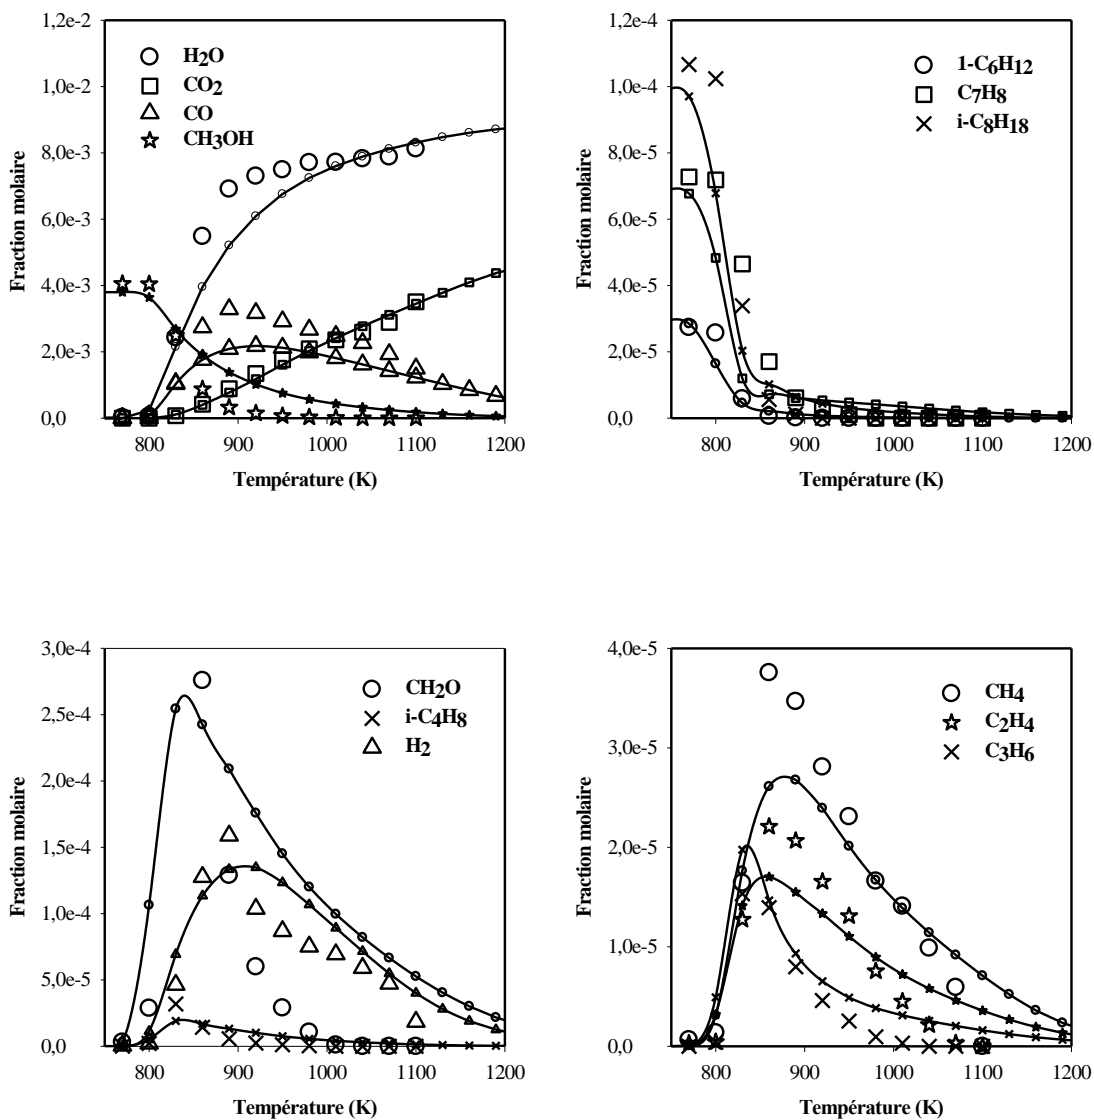 1,2e-2
1,0e-2
8,0e-3
6,0e-3
4,0e-3
2,0e-3
0,0
Fraction molaire
H2O
CO2
CO
CH3OH
800 900 1000 1100 1200
Température (K)
1,2e-4
1,0e-4
8,0e-5
6,0e-5
4,0e-5
2,0e-5
0,0
Fraction molaire
1-C6H12
C7H8
i-C8H18
800 900 1000 1100 1200
Température (K)
3,0e-4
2,5e-4
2,0e-4
1,5e-4
1,0e-4
5,0e-5
0,0
Fraction molaire
CH2O
i-C4H8
H2
800 900 1000 1100 1200
Température (K)
4,0e-5
3,0e-5
2,0e-5
1,0e-5
0,0
Fraction molaire
CH4
C2H4
C3H6
800 900 1000 1100 1200
Température (K)